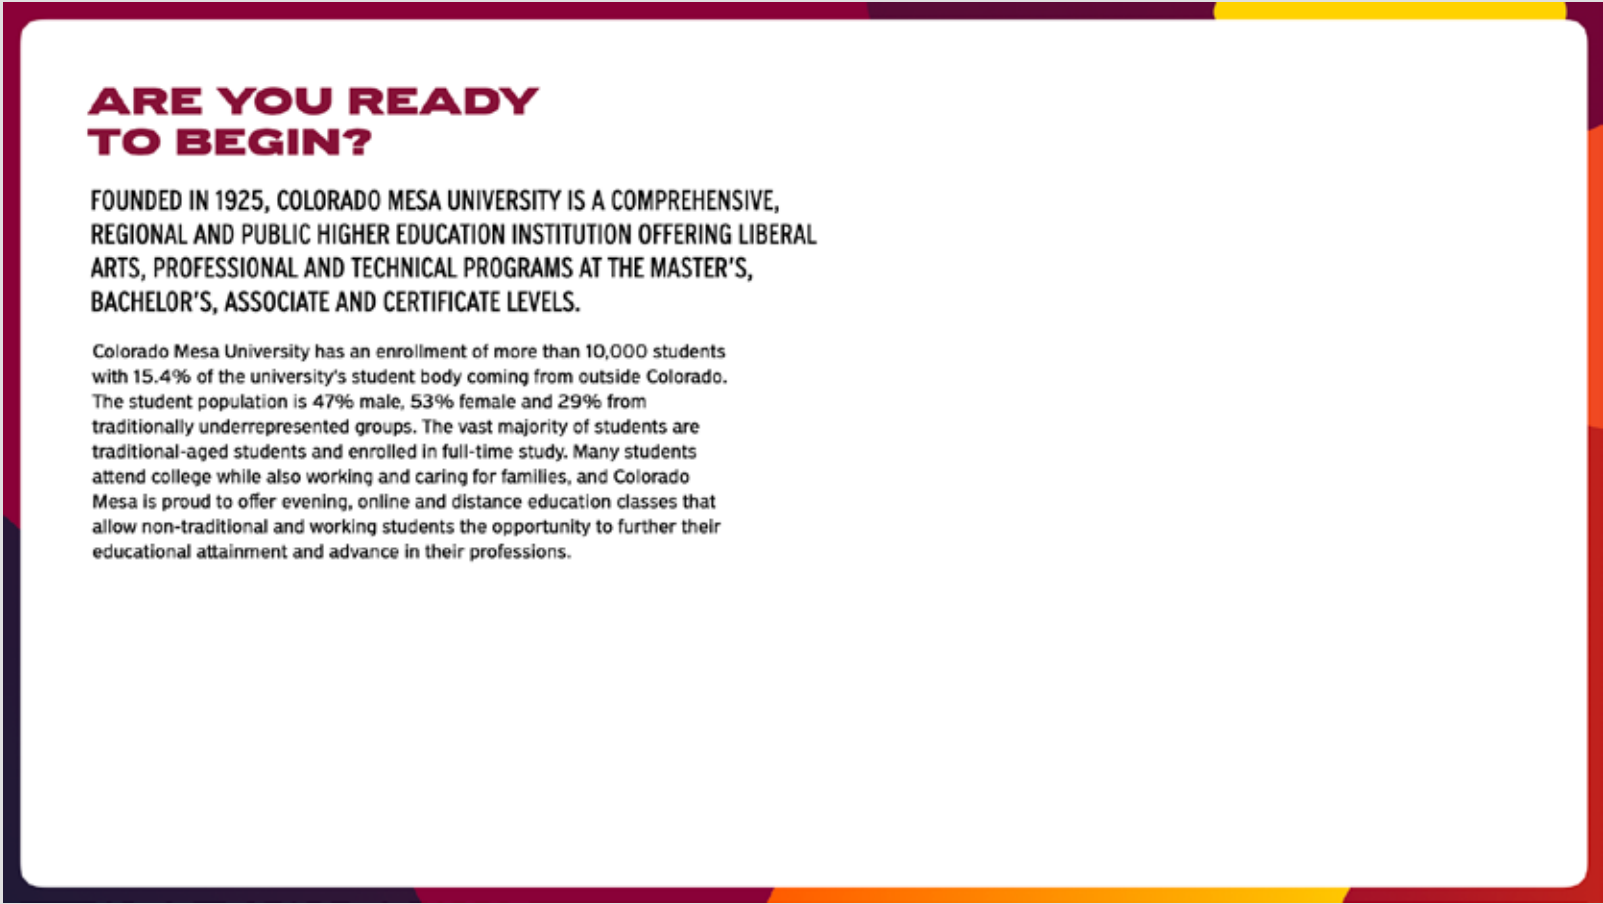 ARE YOU READY
TO BEGIN?
FOUNDED IN 1925, COLORADO MESA UNIVERSITY IS A COMPREHENSIVE,
REGIONAL AND PUBLIC HIGHER EDUCATION INSTITUTION OFFERING LIBERAL
ARTS, PROFESSIONAL AND TECHNICAL PROGRAMS AT THE MASTER'S,
BACHELOR'S, ASSOCIATE AND CERTIFICATE LEVELS.
Colorado Mesa University has an enrollment of more than 10,000 students
with 15.4% of the university's student body coming from outside Colorado.
The student population is 47% male, 53% female and 29% from
traditionally underrepresented groups. The vast majority of students are
traditional-aged students and enrolled in full-time study. Many students
attend college while also working and caring for families, and Colorado
Mesa is proud to offer evening, online and distance education classes that
allow non-traditional and working students the opportunity to further their
educational attainment and advance in their professions.